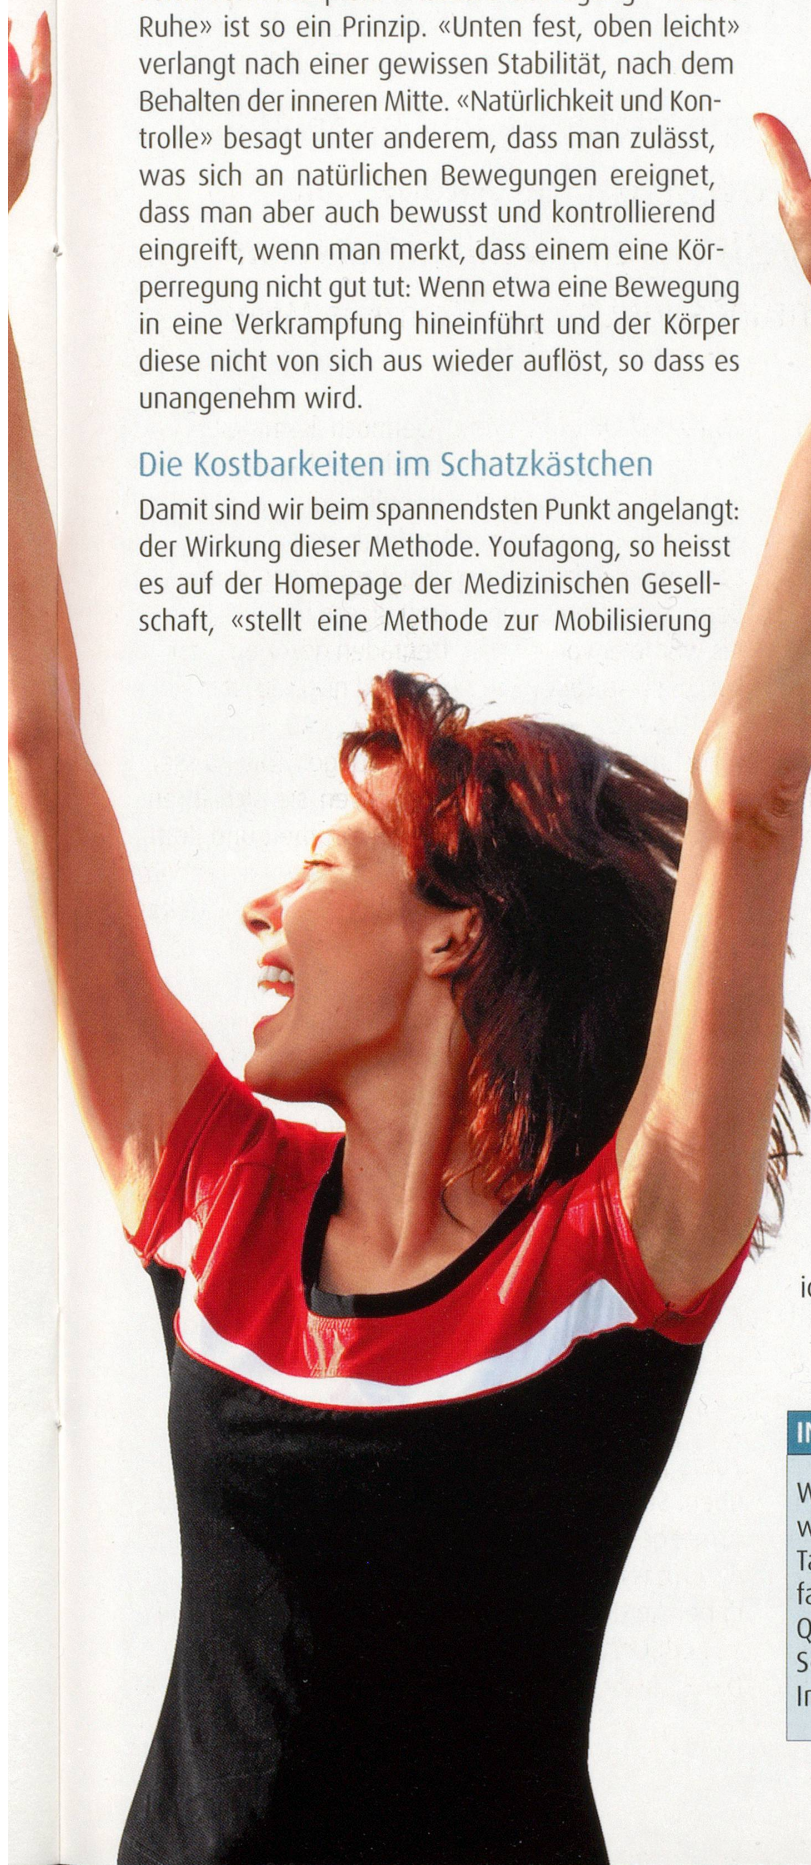 Ruhe» ist so ein Prinzip. «Unten fest, oben leicht»
verlangt nach einer gewissen Stabilität, nach dem
Behalten der inneren Mitte. «Natürlichkeit und Kon-
trolle» besagt unter anderem, dass man zulässt,
was sich an natürlichen Bewegungen ereignet,
dass man aber auch bewusst und kontrollierend
eingreift, wenn man merkt, dass einem eine Kör-
perregung nicht gut tut: Wenn etwa eine Bewegung
in eine Verkrampfung hineinführt und der Körper
diese nicht von sich aus wieder auflöst, so dass es
unangenehm wird.
Die Kostbarkeiten im Schatzkästchen
Damit sind wir beim spannendsten Punkt angelangt:
der Wirkung dieser Methode. Youfagong, so heisst
es auf der Homepage der Medizinischen Gesell-
schaft, «stellt eine Methode zur Mobilisierung